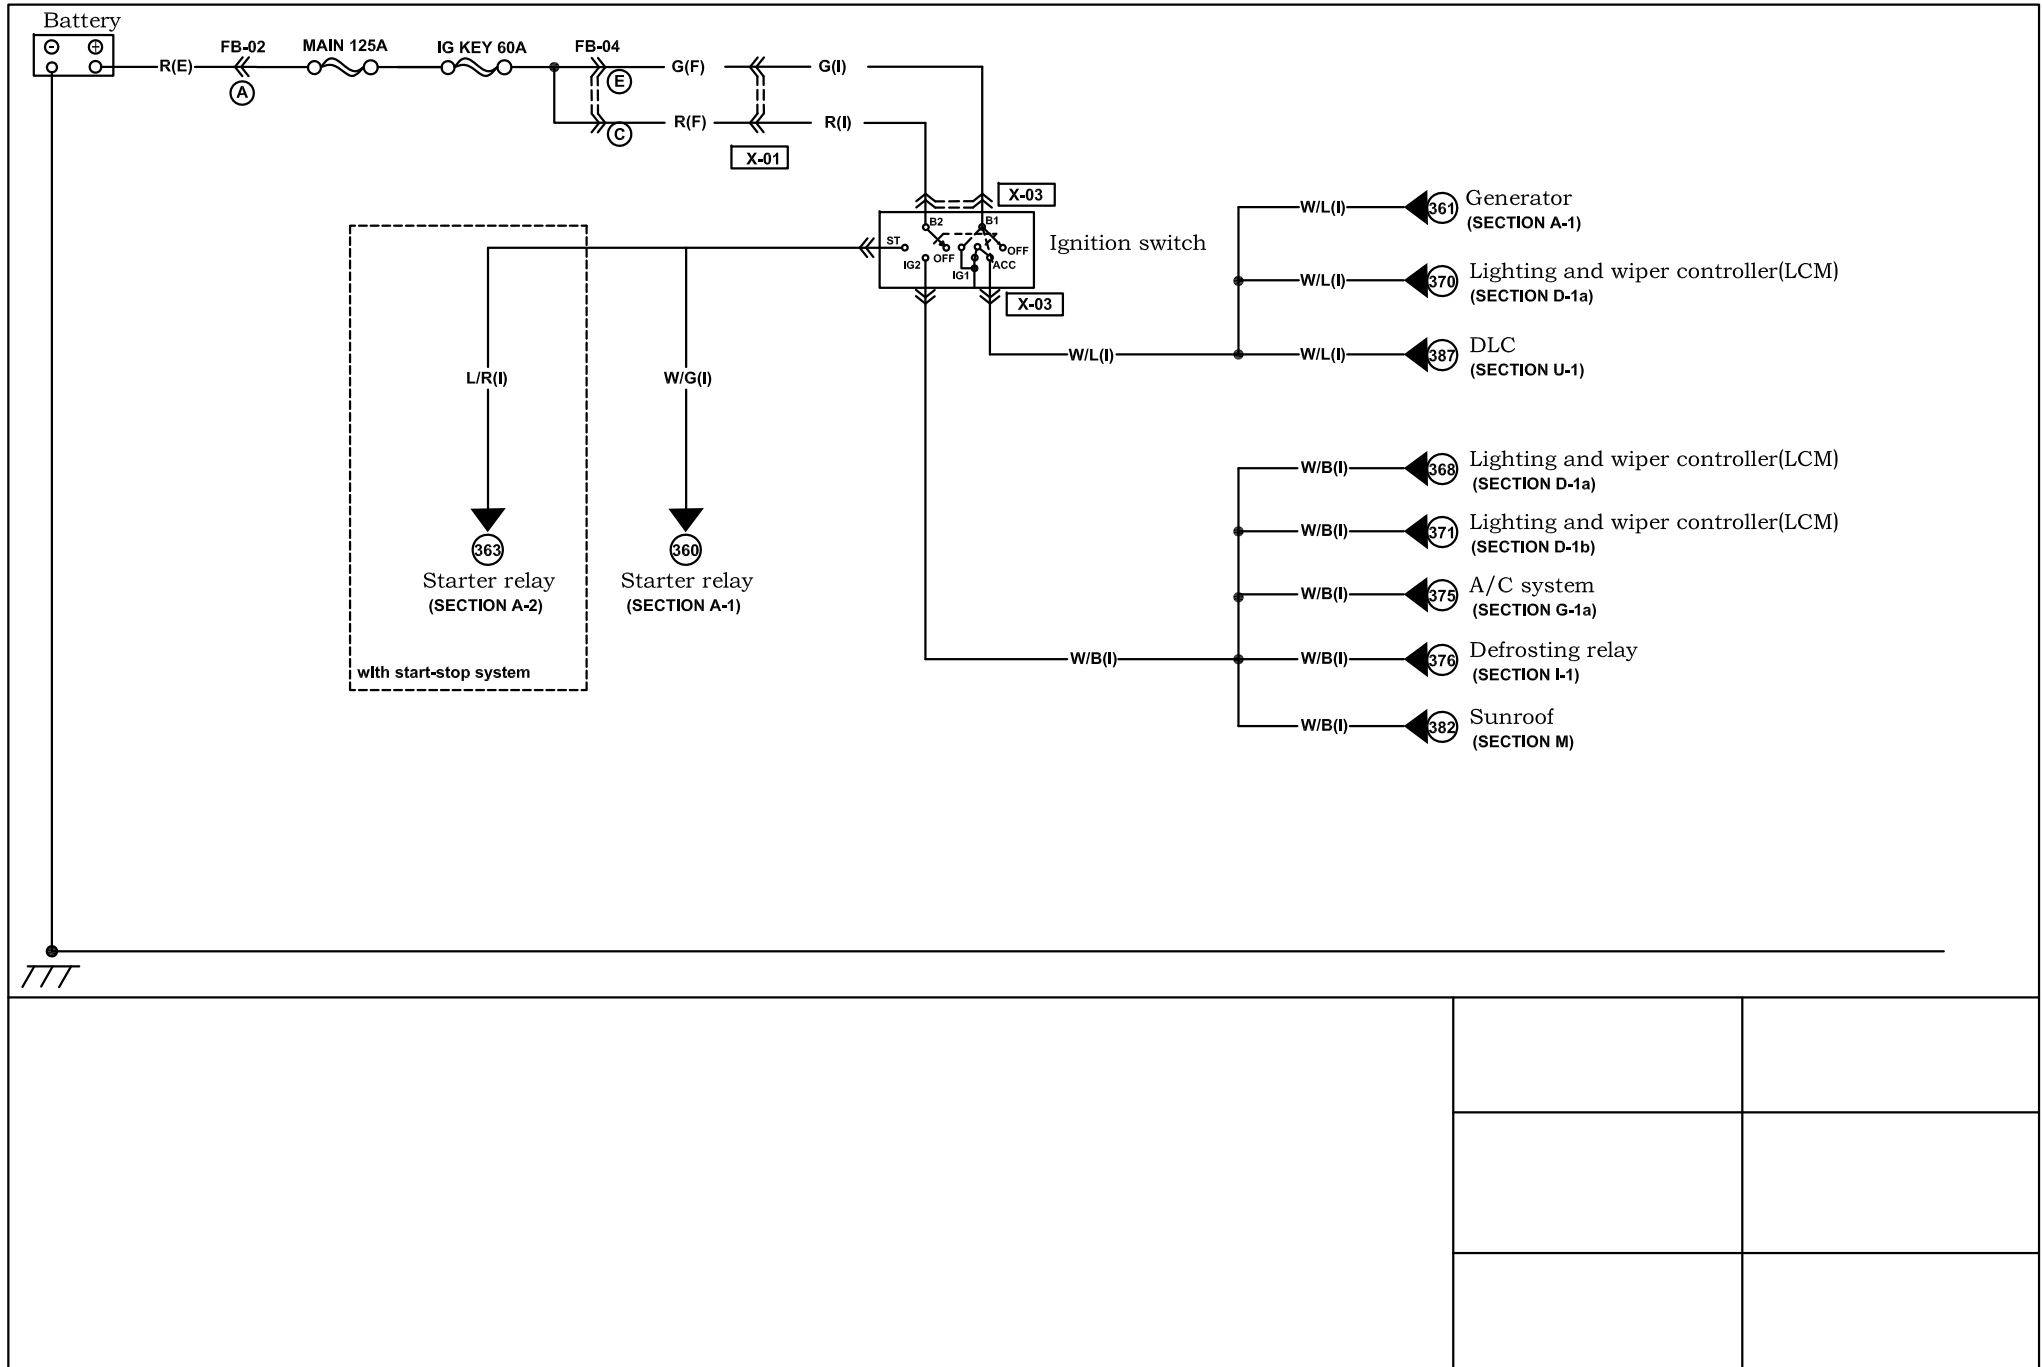 Battery
- +
FB-02 MAIN 125A IG KEY 60A FB-04
R(E) G(F) G(I)
A E
R(F) R(I)
C
X-01
X-03
B2 B1
ST OFF OFF
IG2 IG1 ACC
Ignition switch
X-03
W/L(I) 361 Generator
(SECTION A-1)
W/L(I) 370 Lighting and wiper controller(LCM)
(SECTION D-1a)
W/L(I) W/L(I) 387 DLC
(SECTION U-1)
L/R(I) W/G(I)
W/B(I) 368 Lighting and wiper controller(LCM)
(SECTION D-1a)
W/B(I) 371 Lighting and wiper controller(LCM)
(SECTION D-1b)
363 360
Starter relay Starter relay
(SECTION A-2) (SECTION A-1)
W/B(I) 375 A/C system
(SECTION G-1a)
W/B(I) W/B(I) 376 Defrosting relay
(SECTION I-1)
with start-stop system
W/B(I) 382 Sunroof
(SECTION M)